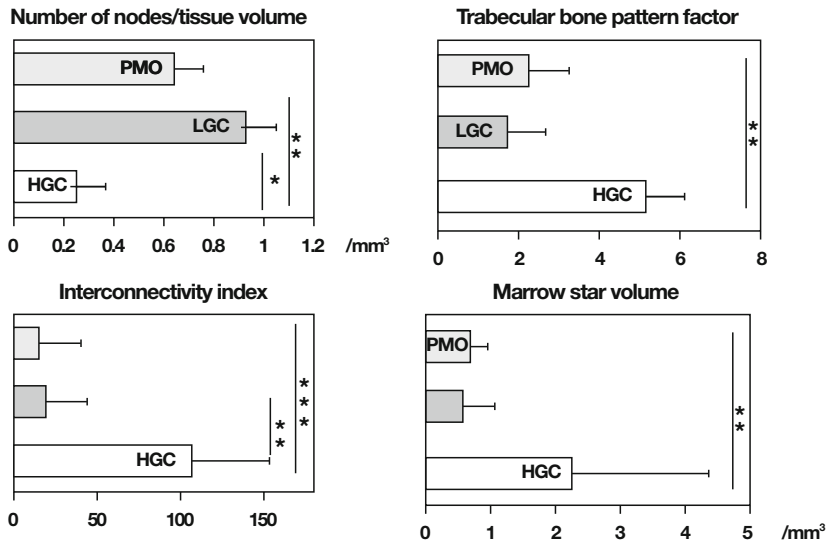 Number of nodes/tissue volume
PMO
LGC
HGC
**
*
0 0.2 0.4 0.6 0.8 1 1.2 /mm³
Trabecular bone pattern factor
PMO
LGC
HGC
**
0 2 4 6 8
Interconnectivity index
HGC
**
***
0 50 100 150
Marrow star volume
PMO
HGC
**
0 1 2 3 4 5 /mm³